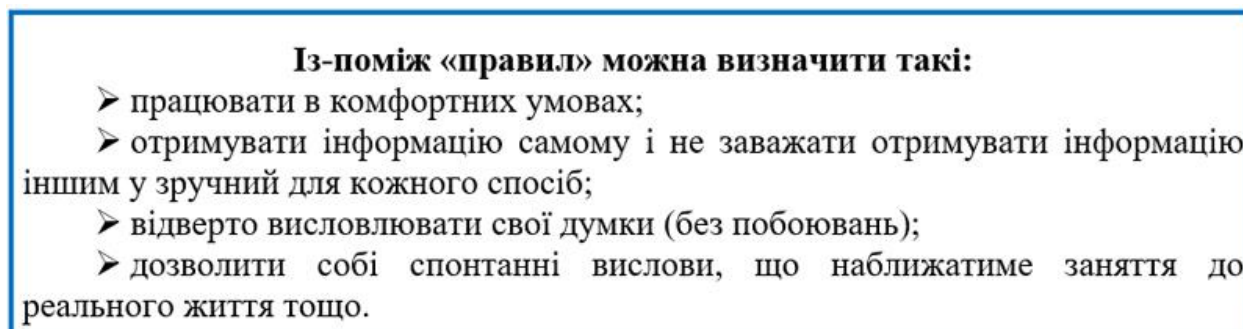 Із-поміж «правил» можна визначити такі:
➢ працювати в комфортних умовах;
➢ отримувати інформацію самому і не заважати отримувати інформацію
іншим у зручний для кожного спосіб;
➢ відверто висловлювати свої думки (без побоювань);
➢ дозволити собі спонтанні вислови, що наближатиме заняття до
реального життя тощо.